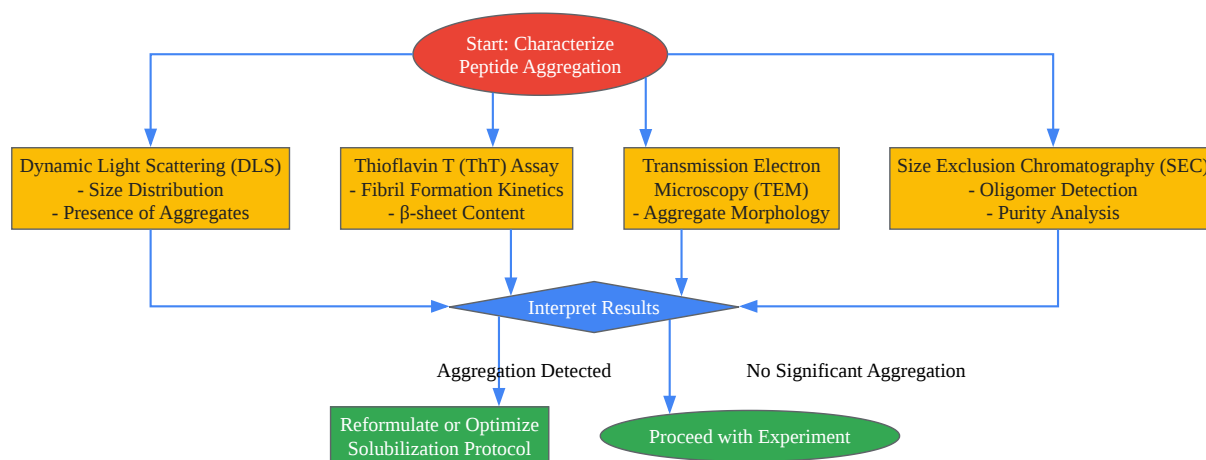 Start: Characterize
Peptide Aggregation
Dynamic Light Scattering (DLS)
- Size Distribution
- Presence of Aggregates
Thioflavin T (ThT) Assay
- Fibril Formation Kinetics
- β-sheet Content
Transmission Electron
Microscopy (TEM)
- Aggregate Morphology
Size Exclusion Chromatography (SEC)
- Oligomer Detection
- Purity Analysis
Interpret Results
Aggregation Detected
No Significant Aggregation
Reformulate or Optimize
Solubilization Protocol
Proceed with Experiment